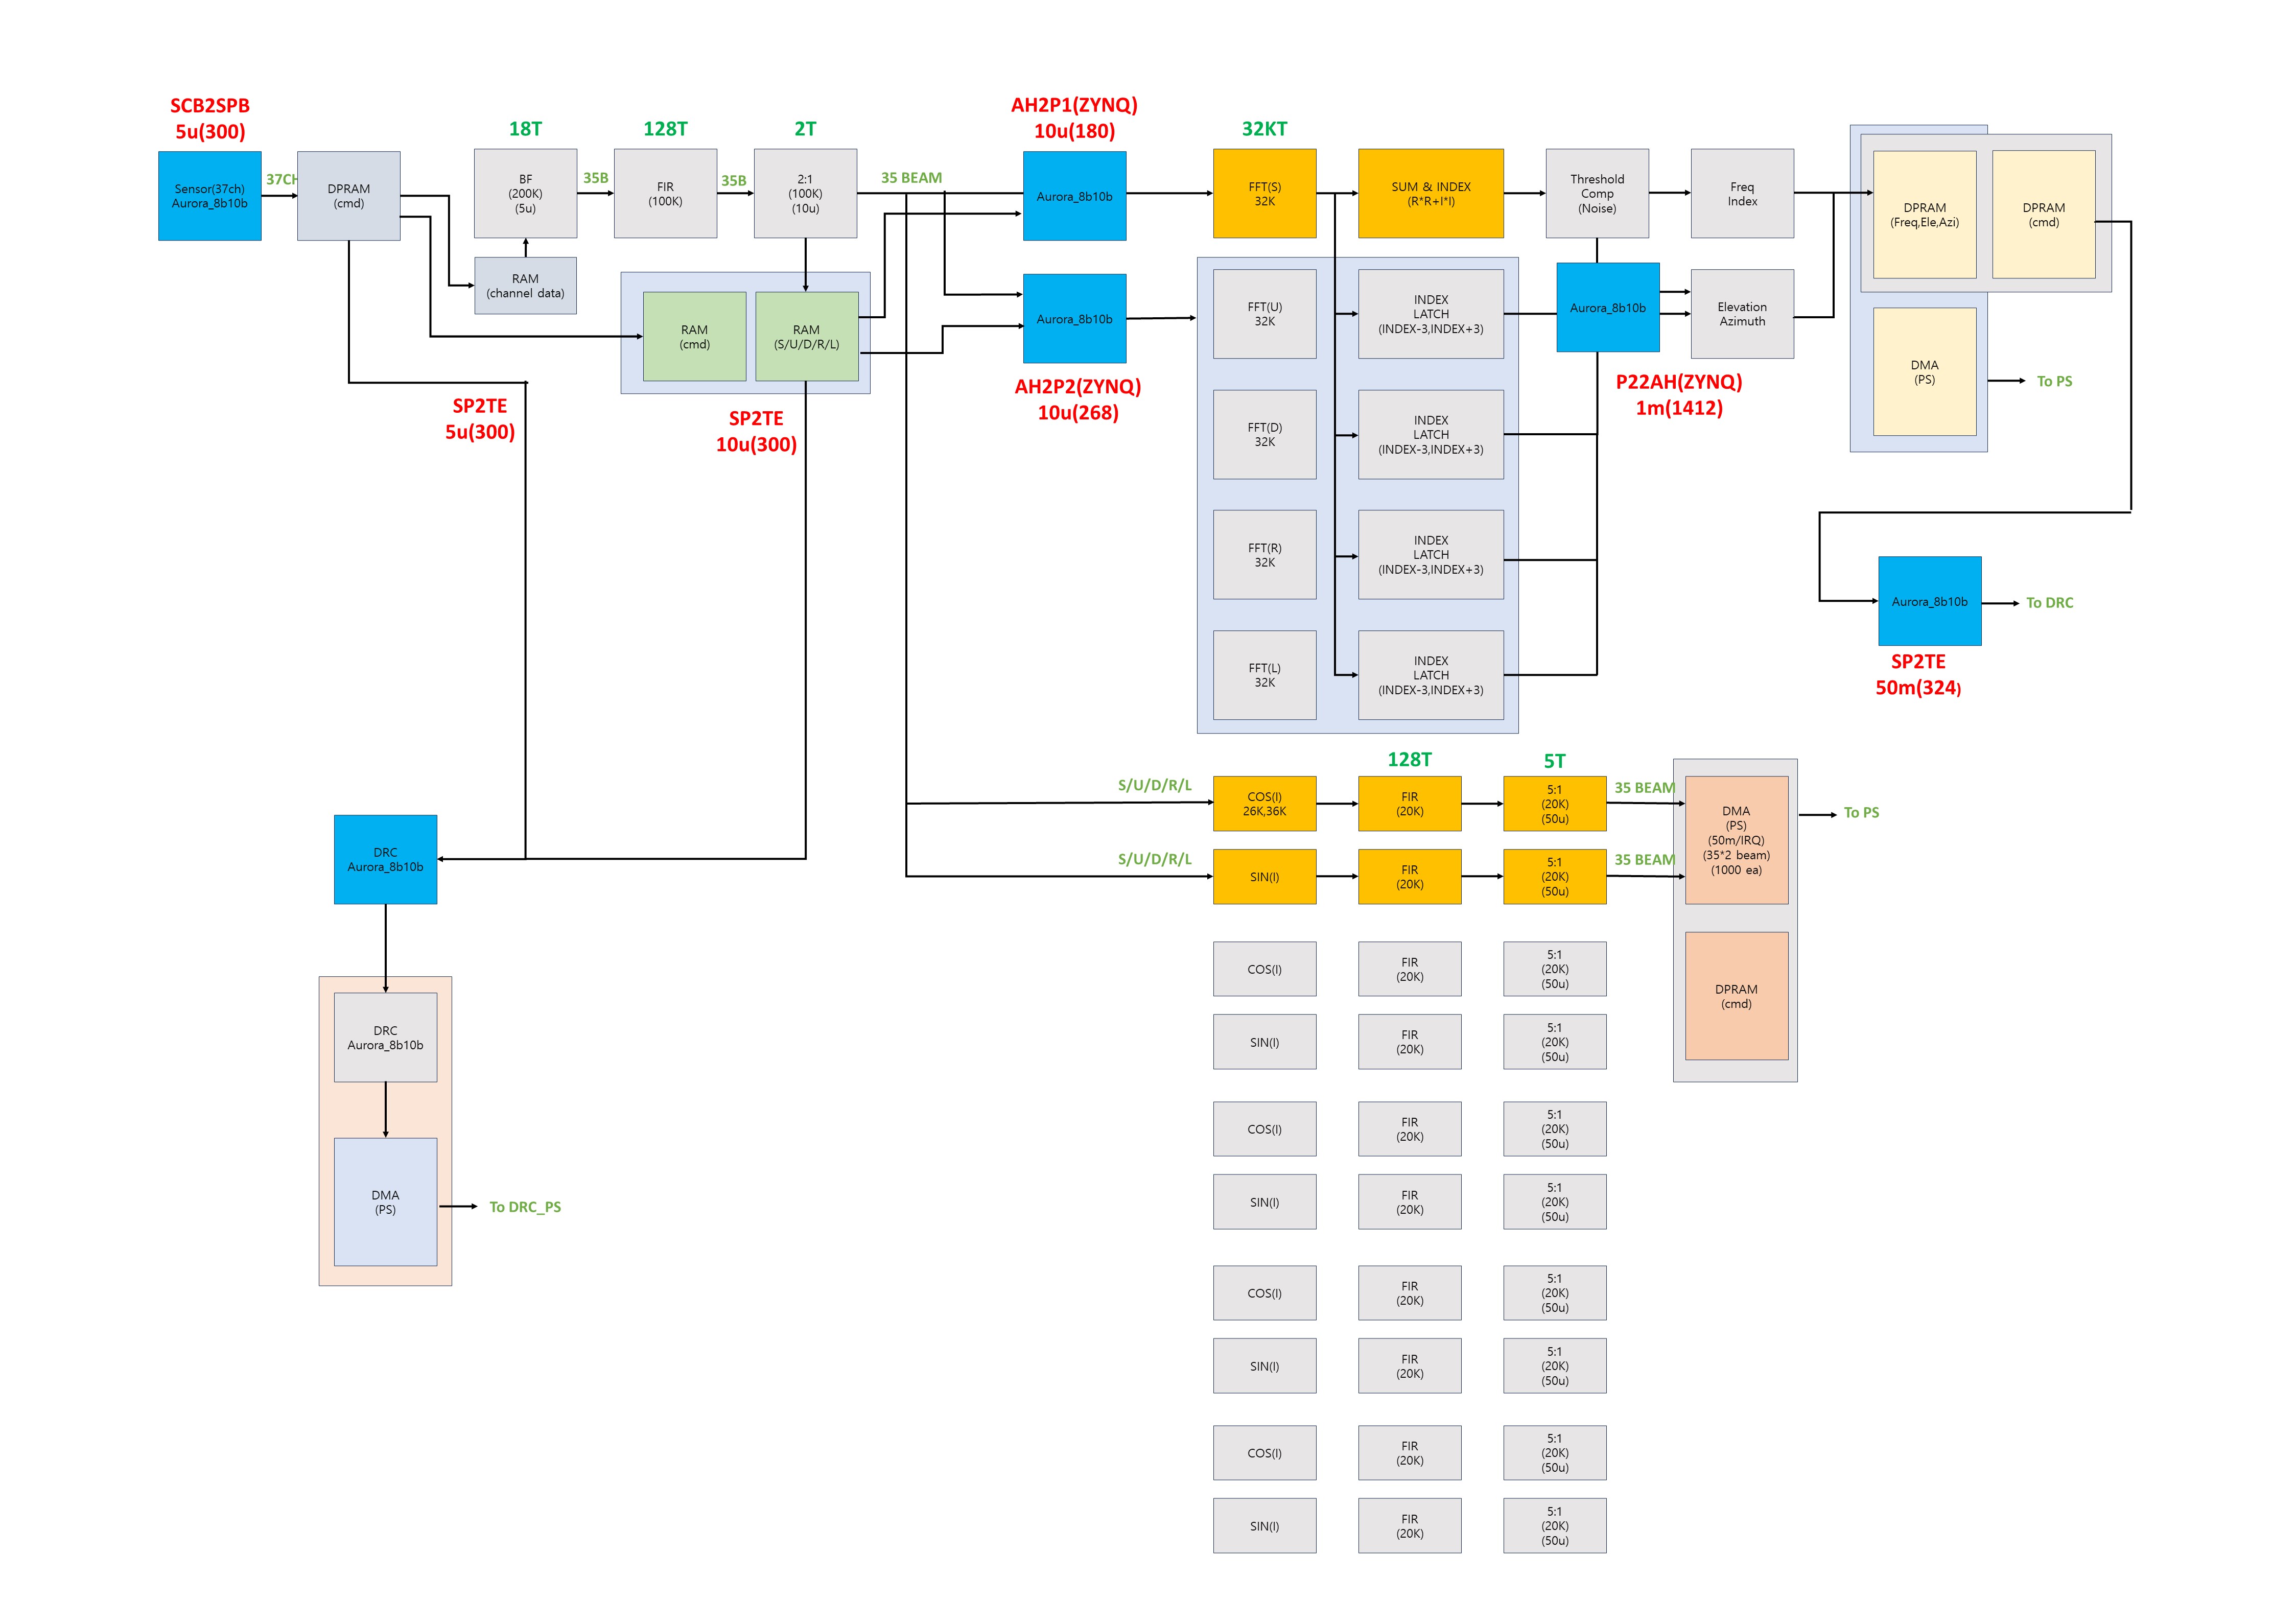 SCB2SPB
5u(300)
Sensor(37ch)
Aurora_8b10b
37CH
DPRAM
(cmd)
18T
BF
(200K)
(5u)
35B
128T
FIR
(100K)
35B
2T
2:1
(100K)
(10u)
35 BEAM
RAM
(channel data)
RAM
(cmd)
RAM
(S/U/D/R/L)
SP2TE
5u(300)
SP2TE
10u(300)
AH2P1(ZYNQ)
10u(180)
Aurora_8b10b
Aurora_8b10b
AH2P2(ZYNQ)
10u(268)
32KT
FFT(S)
32K
SUM & INDEX
(R*R+I*I)
Threshold
Comp
(Noise)
Freq
Index
DPRAM
(Freq,Ele,Azi)
DPRAM
(cmd)
FFT(U)
32K
INDEX
LATCH
(INDEX-3,INDEX+3)
Aurora_8b10b
Elevation
Azimuth
P22AH(ZYNQ)
1m(1412)
DMA
(PS)
To PS
FFT(D)
32K
INDEX
LATCH
(INDEX-3,INDEX+3)
FFT(R)
32K
INDEX
LATCH
(INDEX-3,INDEX+3)
FFT(L)
32K
INDEX
LATCH
(INDEX-3,INDEX+3)
Aurora_8b10b
To DRC
SP2TE
50m(324)
128T
5T
S/U/D/R/L
COS(I)
26K,36K
FIR
(20K)
5:1
(20K)
(50u)
35 BEAM
S/U/D/R/L
SIN(I)
FIR
(20K)
5:1
(20K)
(50u)
35 BEAM
DMA
(PS)
(50m/IRQ)
(35*2 beam)
(1000 ea)
To PS
DPRAM
(cmd)
COS(I)
FIR
(20K)
5:1
(20K)
(50u)
SIN(I)
FIR
(20K)
5:1
(20K)
(50u)
COS(I)
FIR
(20K)
5:1
(20K)
(50u)
SIN(I)
FIR
(20K)
5:1
(20K)
(50u)
COS(I)
FIR
(20K)
5:1
(20K)
(50u)
SIN(I)
FIR
(20K)
5:1
(20K)
(50u)
COS(I)
FIR
(20K)
5:1
(20K)
(50u)
SIN(I)
FIR
(20K)
5:1
(20K)
(50u)
DRC
Aurora_8b10b
DRC
Aurora_8b10b
DMA
(PS)
To DRC_PS